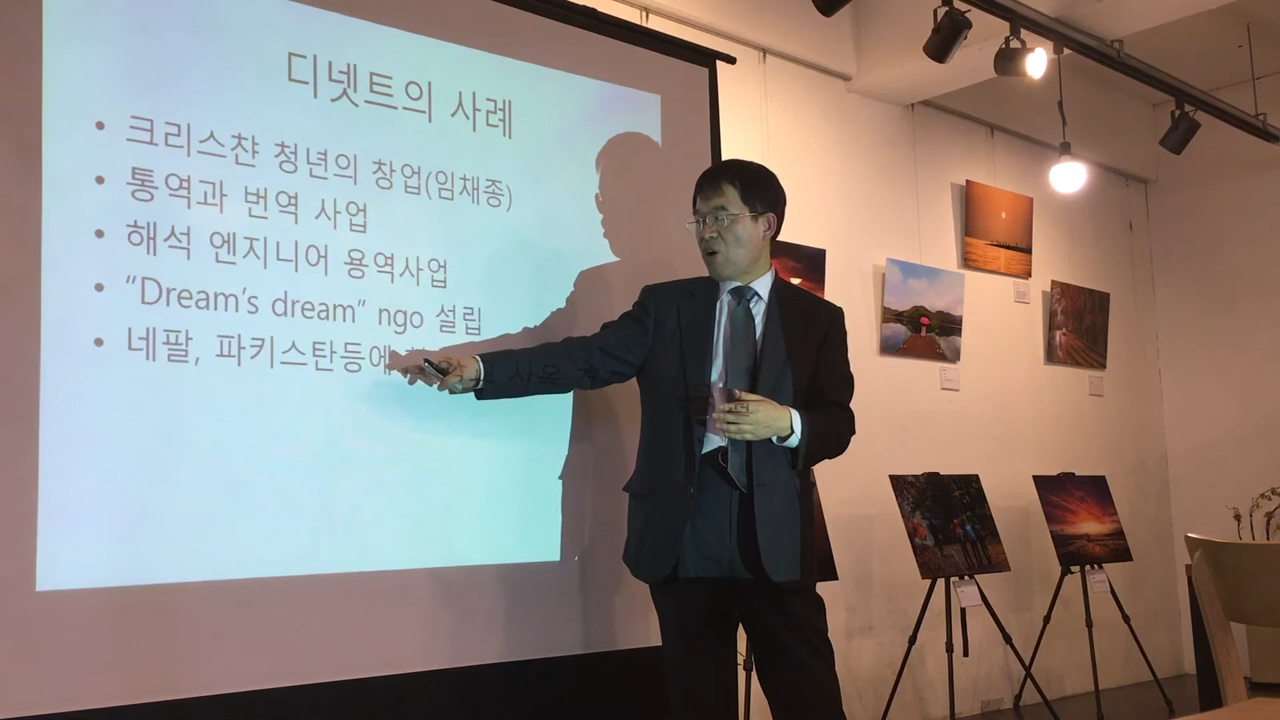 디넷트의 사례
• 크리스챤 청년의 창업(임채종)
• 통역과 번역 사업
• 해석 엔지니어 용역사업
• “Dream’s dream” ngo 설립
• 네팔, 파키스탄등에